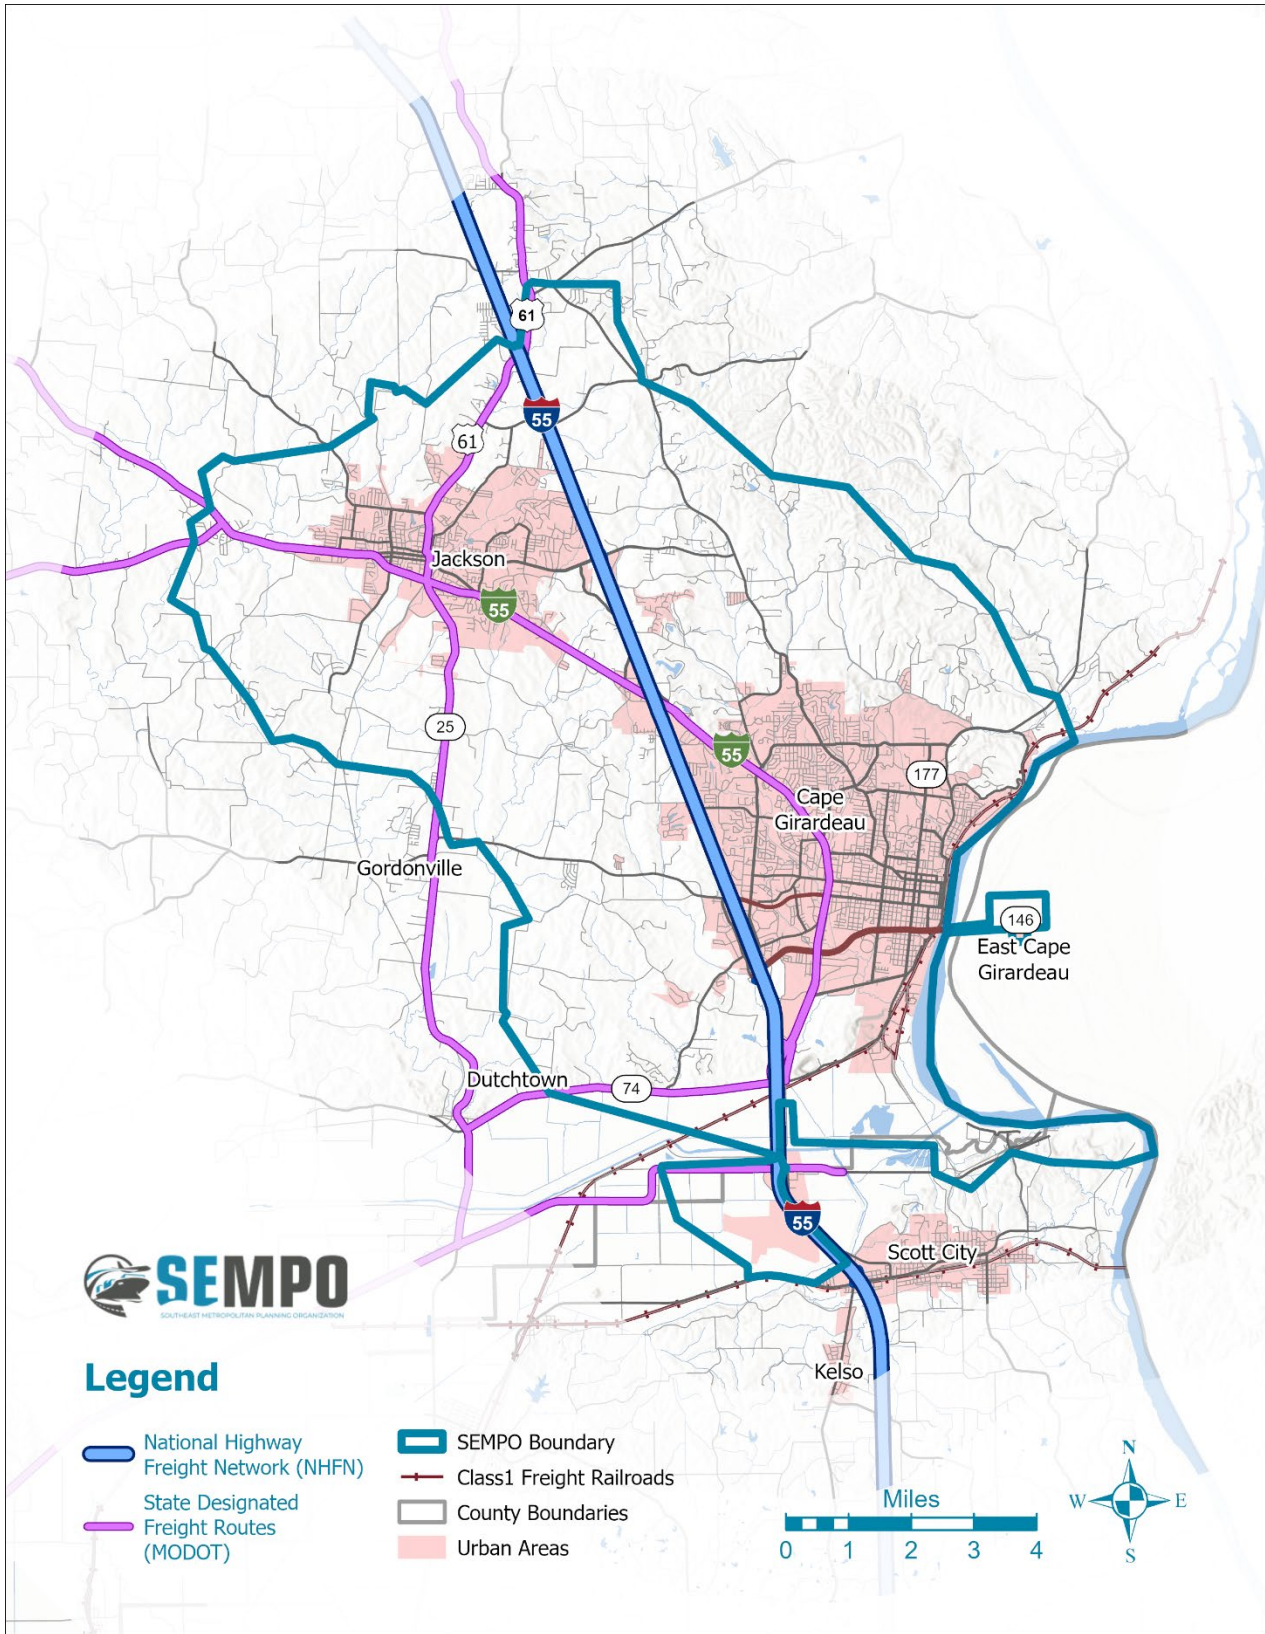 61
55
61
Jackson
55
25
55
177
Cape
Girardeau
Gordonville
146
East Cape
Girardeau
Dutchtown
74
55
Scott City
Kelso
SEMPO
SOUTHEAST METROPOLITAN PLANNING ORGANIZATION
Legend
National Highway
Freight Network (NHFN)
State Designated
Freight Routes
(MODOT)
SEMPO Boundary
Class1 Freight Railroads
County Boundaries
Urban Areas
Miles
0 1 2 3 4
N
W E
S